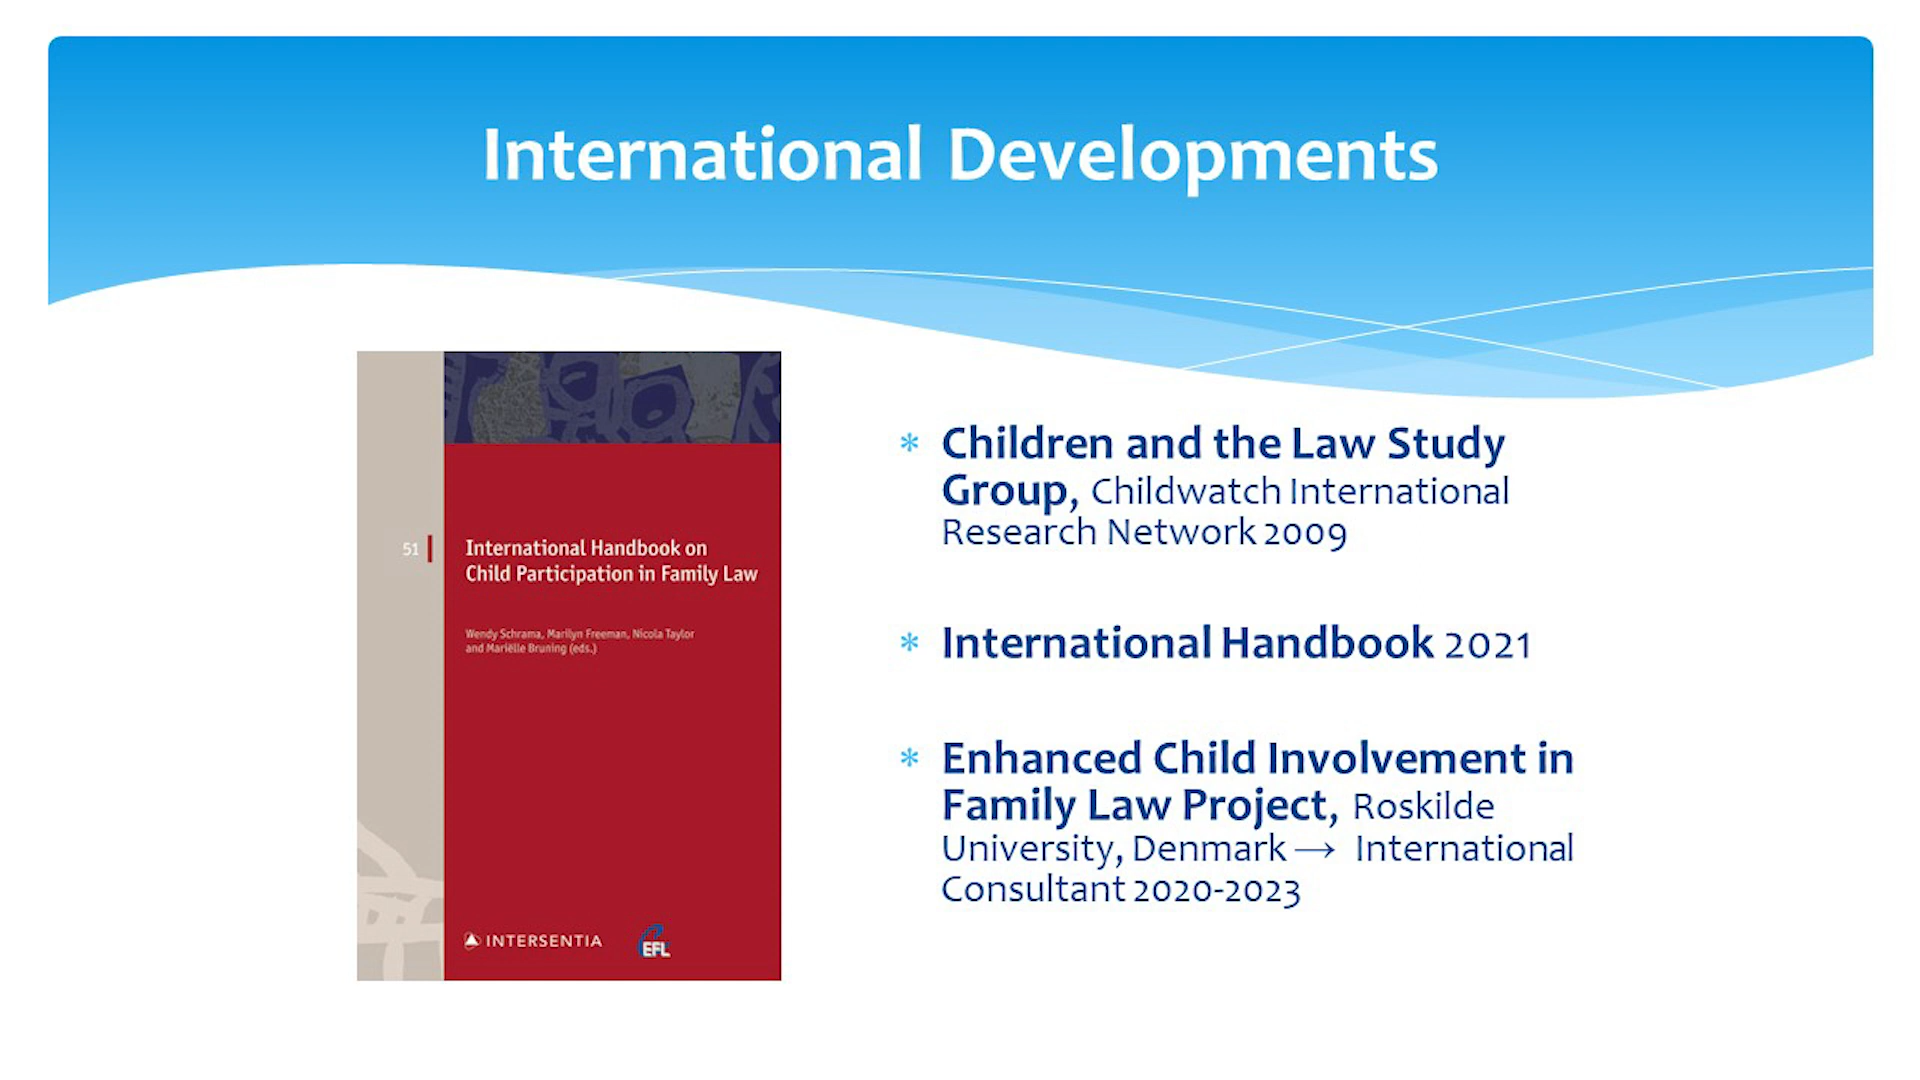 International Developments
51
International Handbook on
Child Participation in Family Law
Wendy Schrama, Marilyn Freeman, Nicola Taylor
and Mariëlle Bruning (eds.)
INTERSENTIA
EFL
* Children and the Law Study
Group, Childwatch International
Research Network 2009
* International Handbook 2021
* Enhanced Child Involvement in
Family Law Project, Roskilde
University, Denmark → International
Consultant 2020-2023